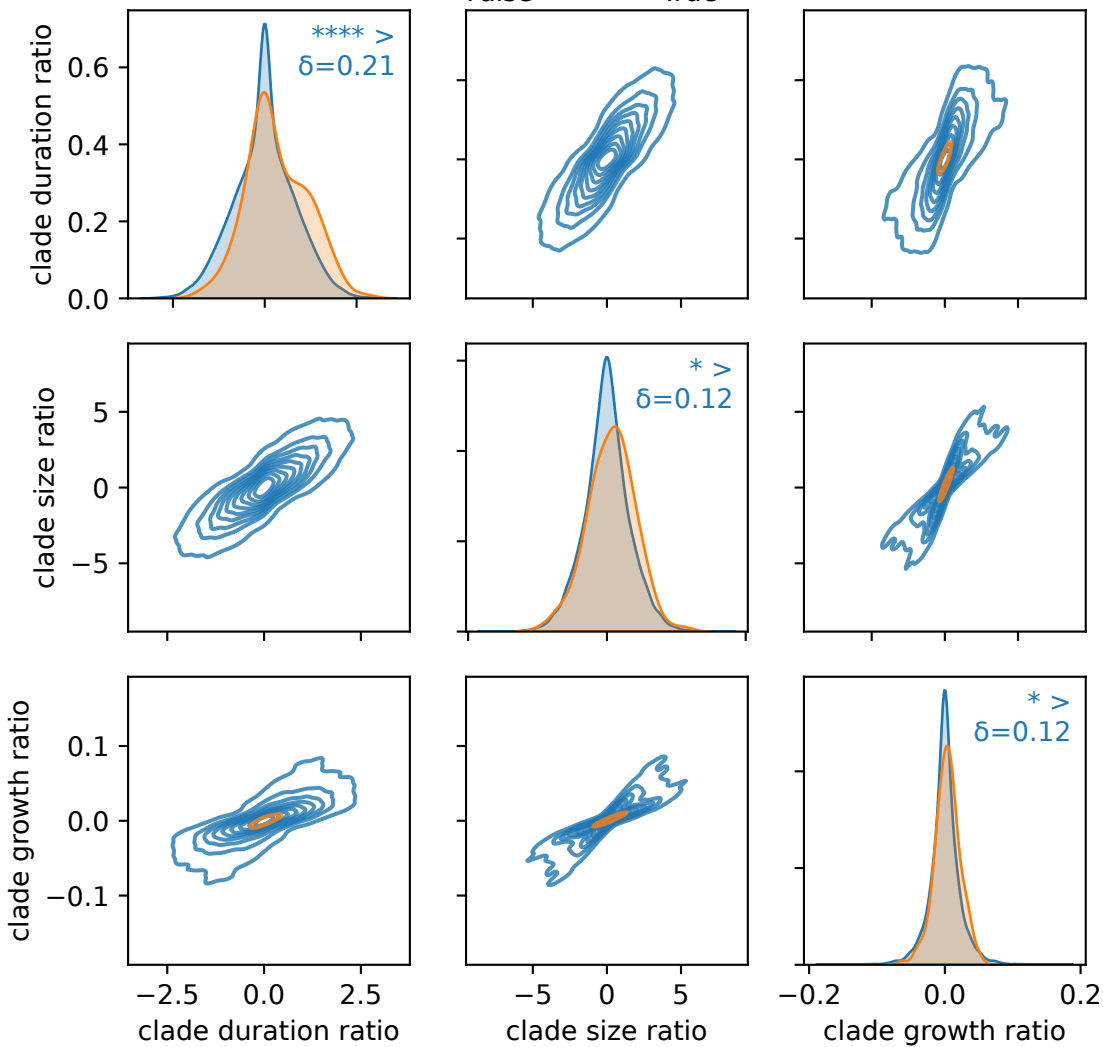 clade duration ratio
0.6
0.4
0.2
0.0
**** >
δ=0.21
clade size ratio
5
0
−5
* >
δ=0.12
clade growth ratio
0.1
0.0
−0.1
* >
δ=0.12
−2.5 0.0 2.5
−5 0 5
−0.2 0.0 0.2
clade duration ratio
clade size ratio
clade growth ratio